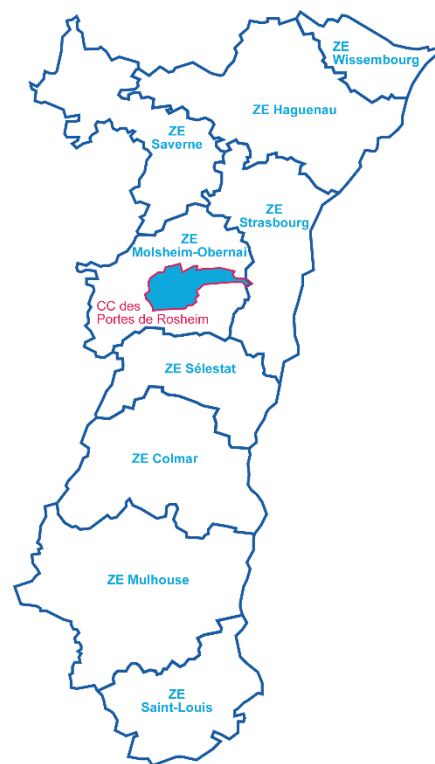 ZE
Wissembourg
ZE Haguenau
ZE
Saverne
ZE
Strasbourg
ZE
Molsheim-Obernai
CC des
Portes de Rosheim
ZE Sélestat
ZE Colmar
ZE Mulhouse
ZE
Saint-Louis